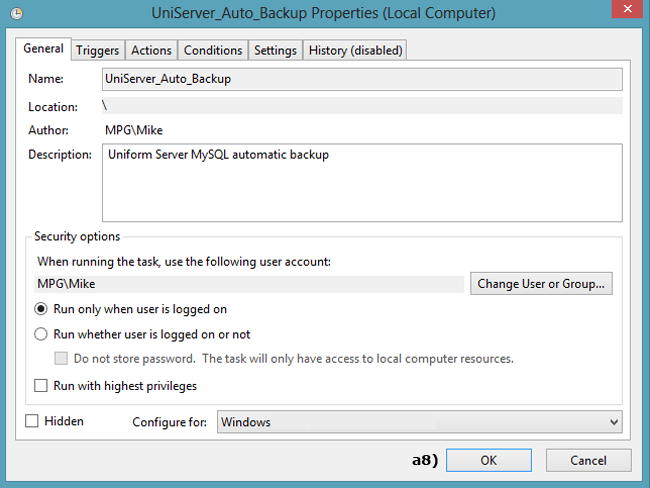 UniServer_Auto_Backup Properties (Local Computer)
General Triggers Actions Conditions Settings History (disabled)
Name: UniServer_Auto_Backup
Location: \
Author: MPG\Mike
Description: Uniform Server MySQL automatic backup
Security options
When running the task, use the following user account:
MPG\Mike Change User or Group...
Run only when user is logged on
Run whether user is logged on or not
Do not store password. The task will only have access to local computer resources.
Run with highest privileges
Hidden Configure for: Windows
a8) OK Cancel